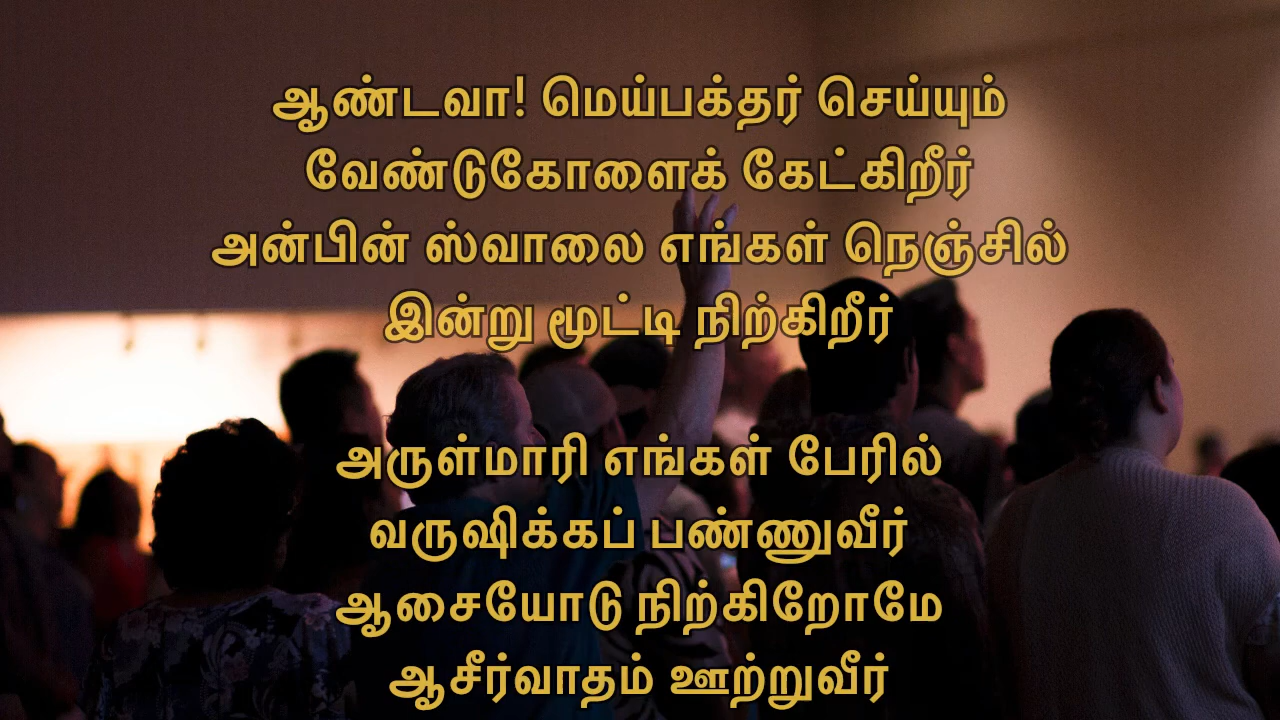 ஆண்டவா! மெய்பக்தர் செய்யும்
வேண்டுகோளைக் கேட்கிறீர்
அன்பின் ஸ்வாலை எங்கள் நெஞ்சில்
இன்று மூட்டி நிற்கிறீர்
அருள்மாரி எங்கள் பேரில்
வருஷிக்கப் பண்ணுவீர்
ஆசையோடு நிற்கிறோமே
ஆசீர்வாதம் ஊற்றுவீர்